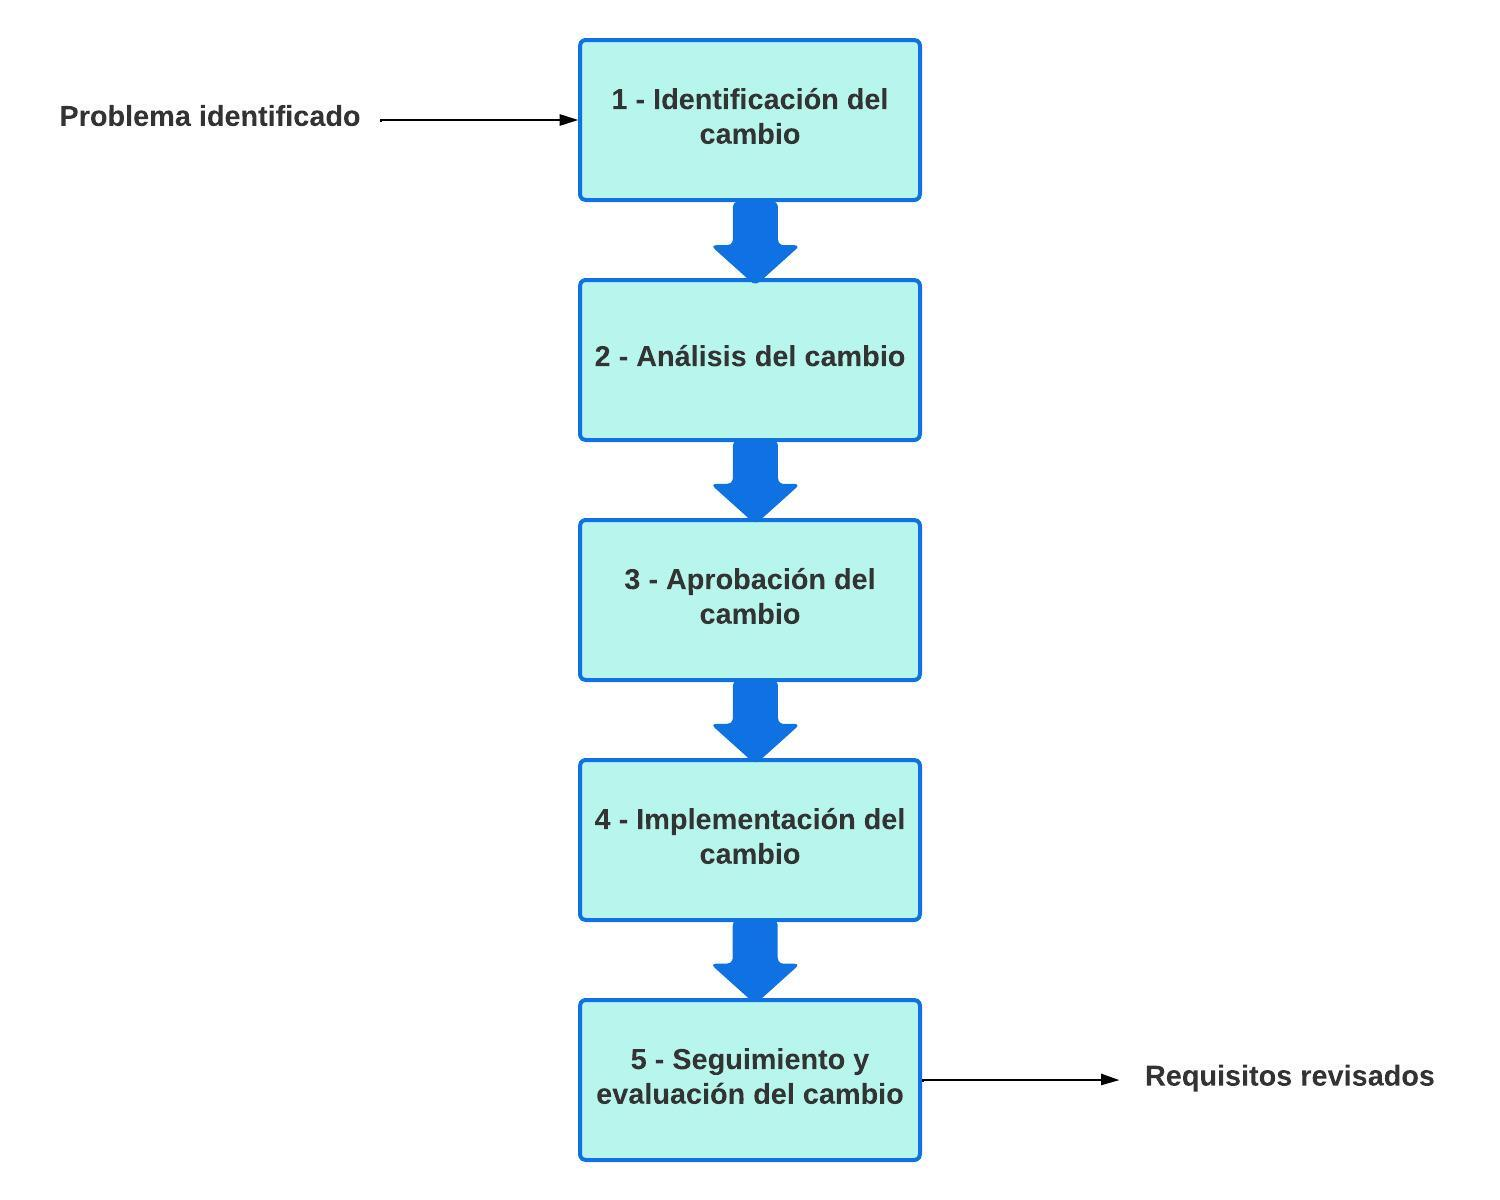 Problema identificado
1 - Identificación del
cambio
2 - Análisis del cambio
3 - Aprobación del
cambio
4 - Implementación del
cambio
5 - Seguimiento y
evaluación del cambio
Requisitos revisados